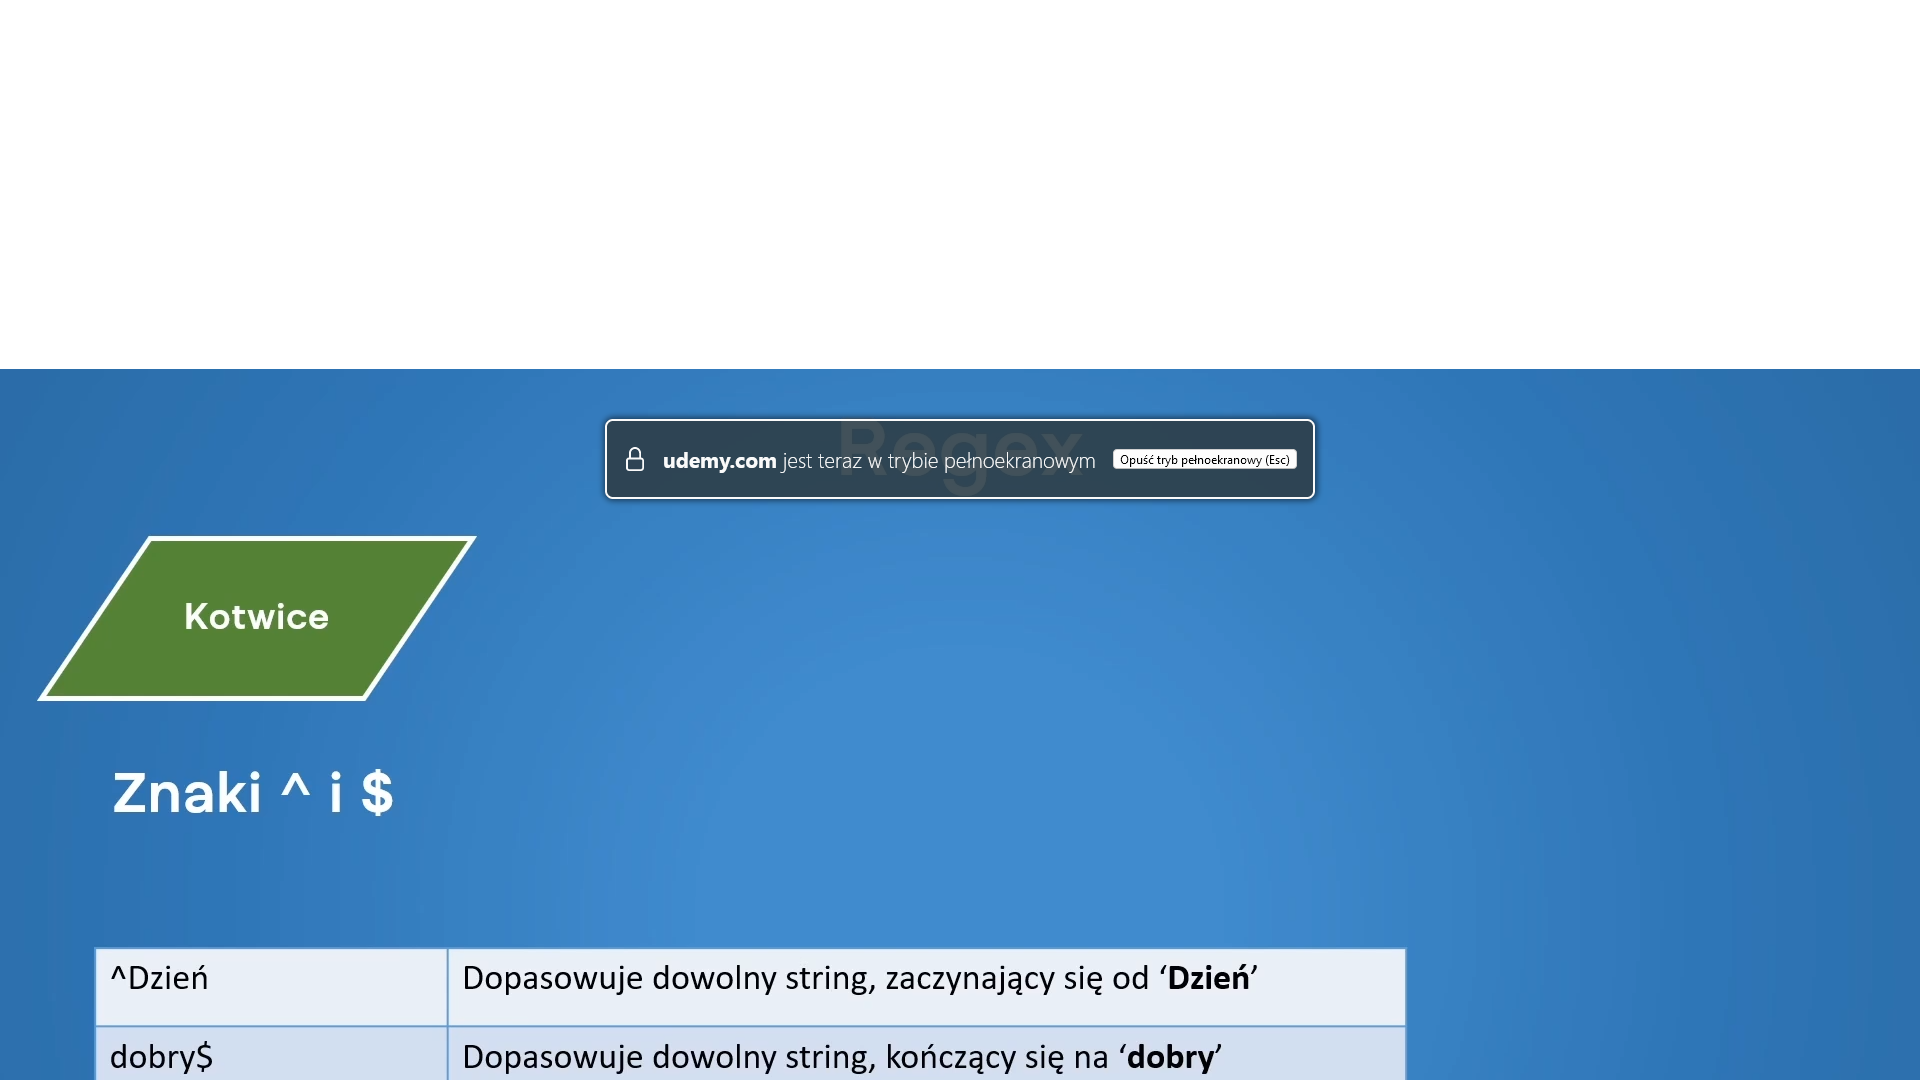 Regex
udemy.com jest teraz w trybie pełnoekranowym Opuść tryb pełnoekranowy (Esc)
Kotwice
Znaki ^ i $
^Dzień Dopasowuje dowolny string, zaczynający się od ‘Dzień’
dobry$ Dopasowuje dowolny string, kończący się na ‘dobry’